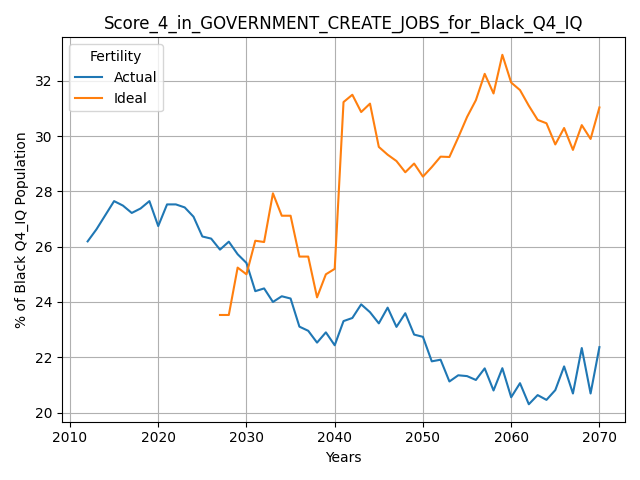 Score_4_in_GOVERNMENT_CREATE_JOBS_for_Black_Q4_IQ
Fertility
Actual
Ideal
% of Black Q4_IQ Population
32
30
28
26
24
22
20
2010 2020 2030 2040 2050 2060 2070
Years